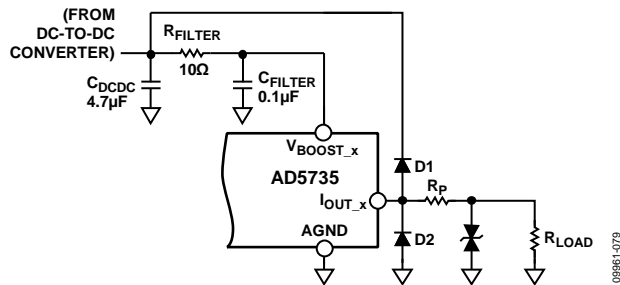 (FROM
DC-TO-DC
CONVERTER)
RFILTER
10Ω
CDCDC
4.7µF
CFILTER
0.1µF
VBOOST_x
AD5735
IOUT_x
AGND
D1
RP
D2
RLOAD
09961-079